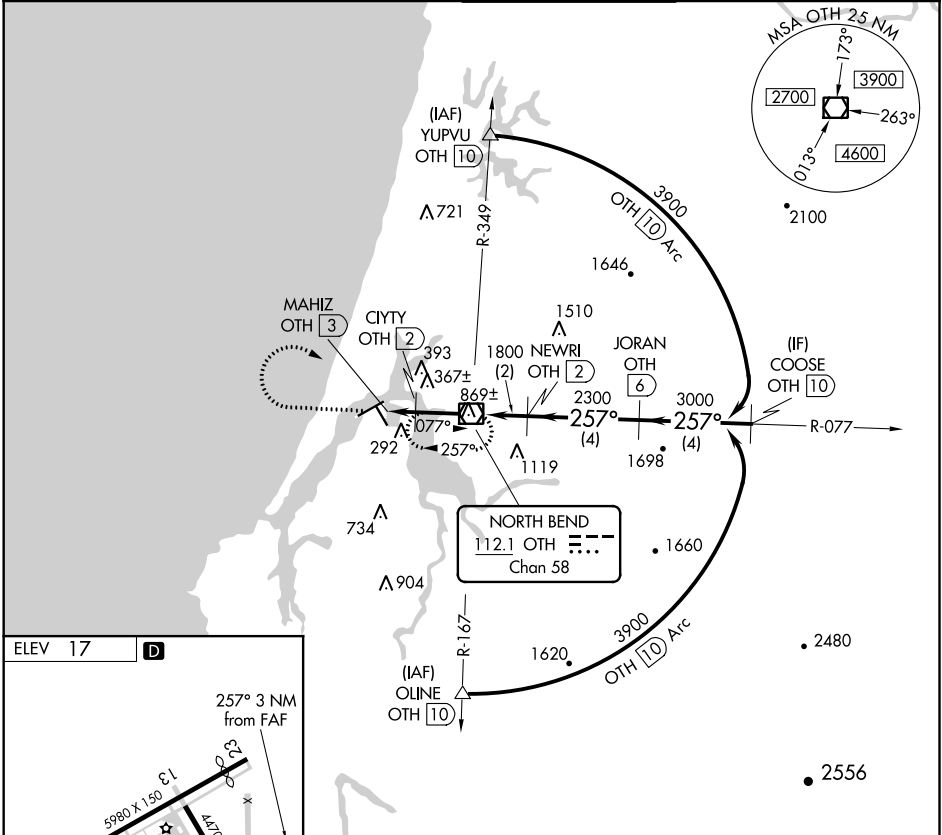 MSA OTH 25 NM
173°
3900
2700
263°
013°
4600
(IAF)
YUPVU
OTH 10
3900
OTH 10 Arc
2100
721
R-349
1646
MAHIZ
OTH 3
CIYTY
OTH 2
1510
393
367±
1800
(2)
NEWRI
OTH 2
JORAN
OTH
6
(IF)
COOSE
OTH 10
869±
2300
3000
257°
(4)
257°
(4)
R-077
077°
257°
292
1119
1698
734
NORTH BEND
112.1 OTH
Chan 58
1660
904
R-167
3900
OTH 10 Arc
1620
2480
(IAF)
OLINE
OTH 10
2556
ELEV 17 D
257° 3 NM
from FAF
23
13
5980 X 150
4470
x